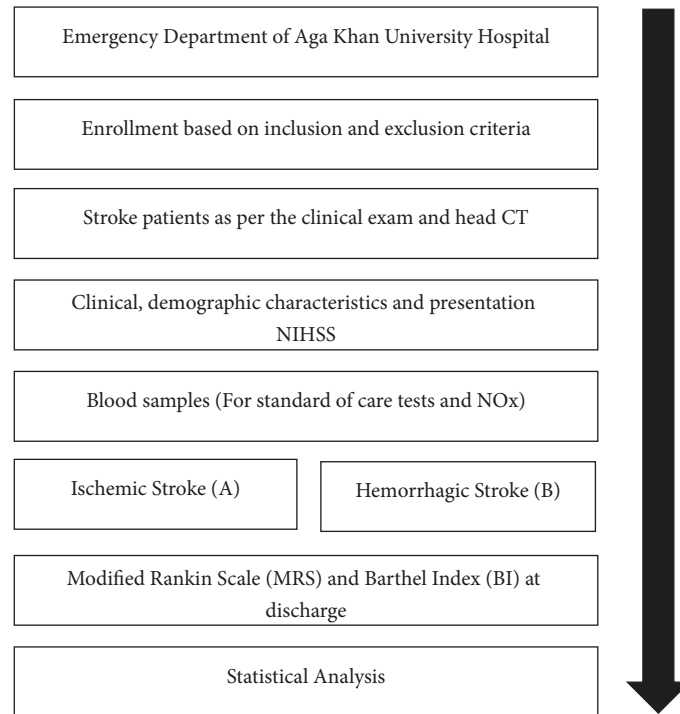 Emergency Department of Aga Khan University Hospital
Enrollment based on inclusion and exclusion criteria
Stroke patients as per the clinical exam and head CT
Clinical, demographic characteristics and presentation
NIHSS
Blood samples (For standard of care tests and NOx)
Ischemic Stroke (A)
Hemorrhagic Stroke (B)
Modified Rankin Scale (MRS) and Barthel Index (BI) at
discharge
Statistical Analysis